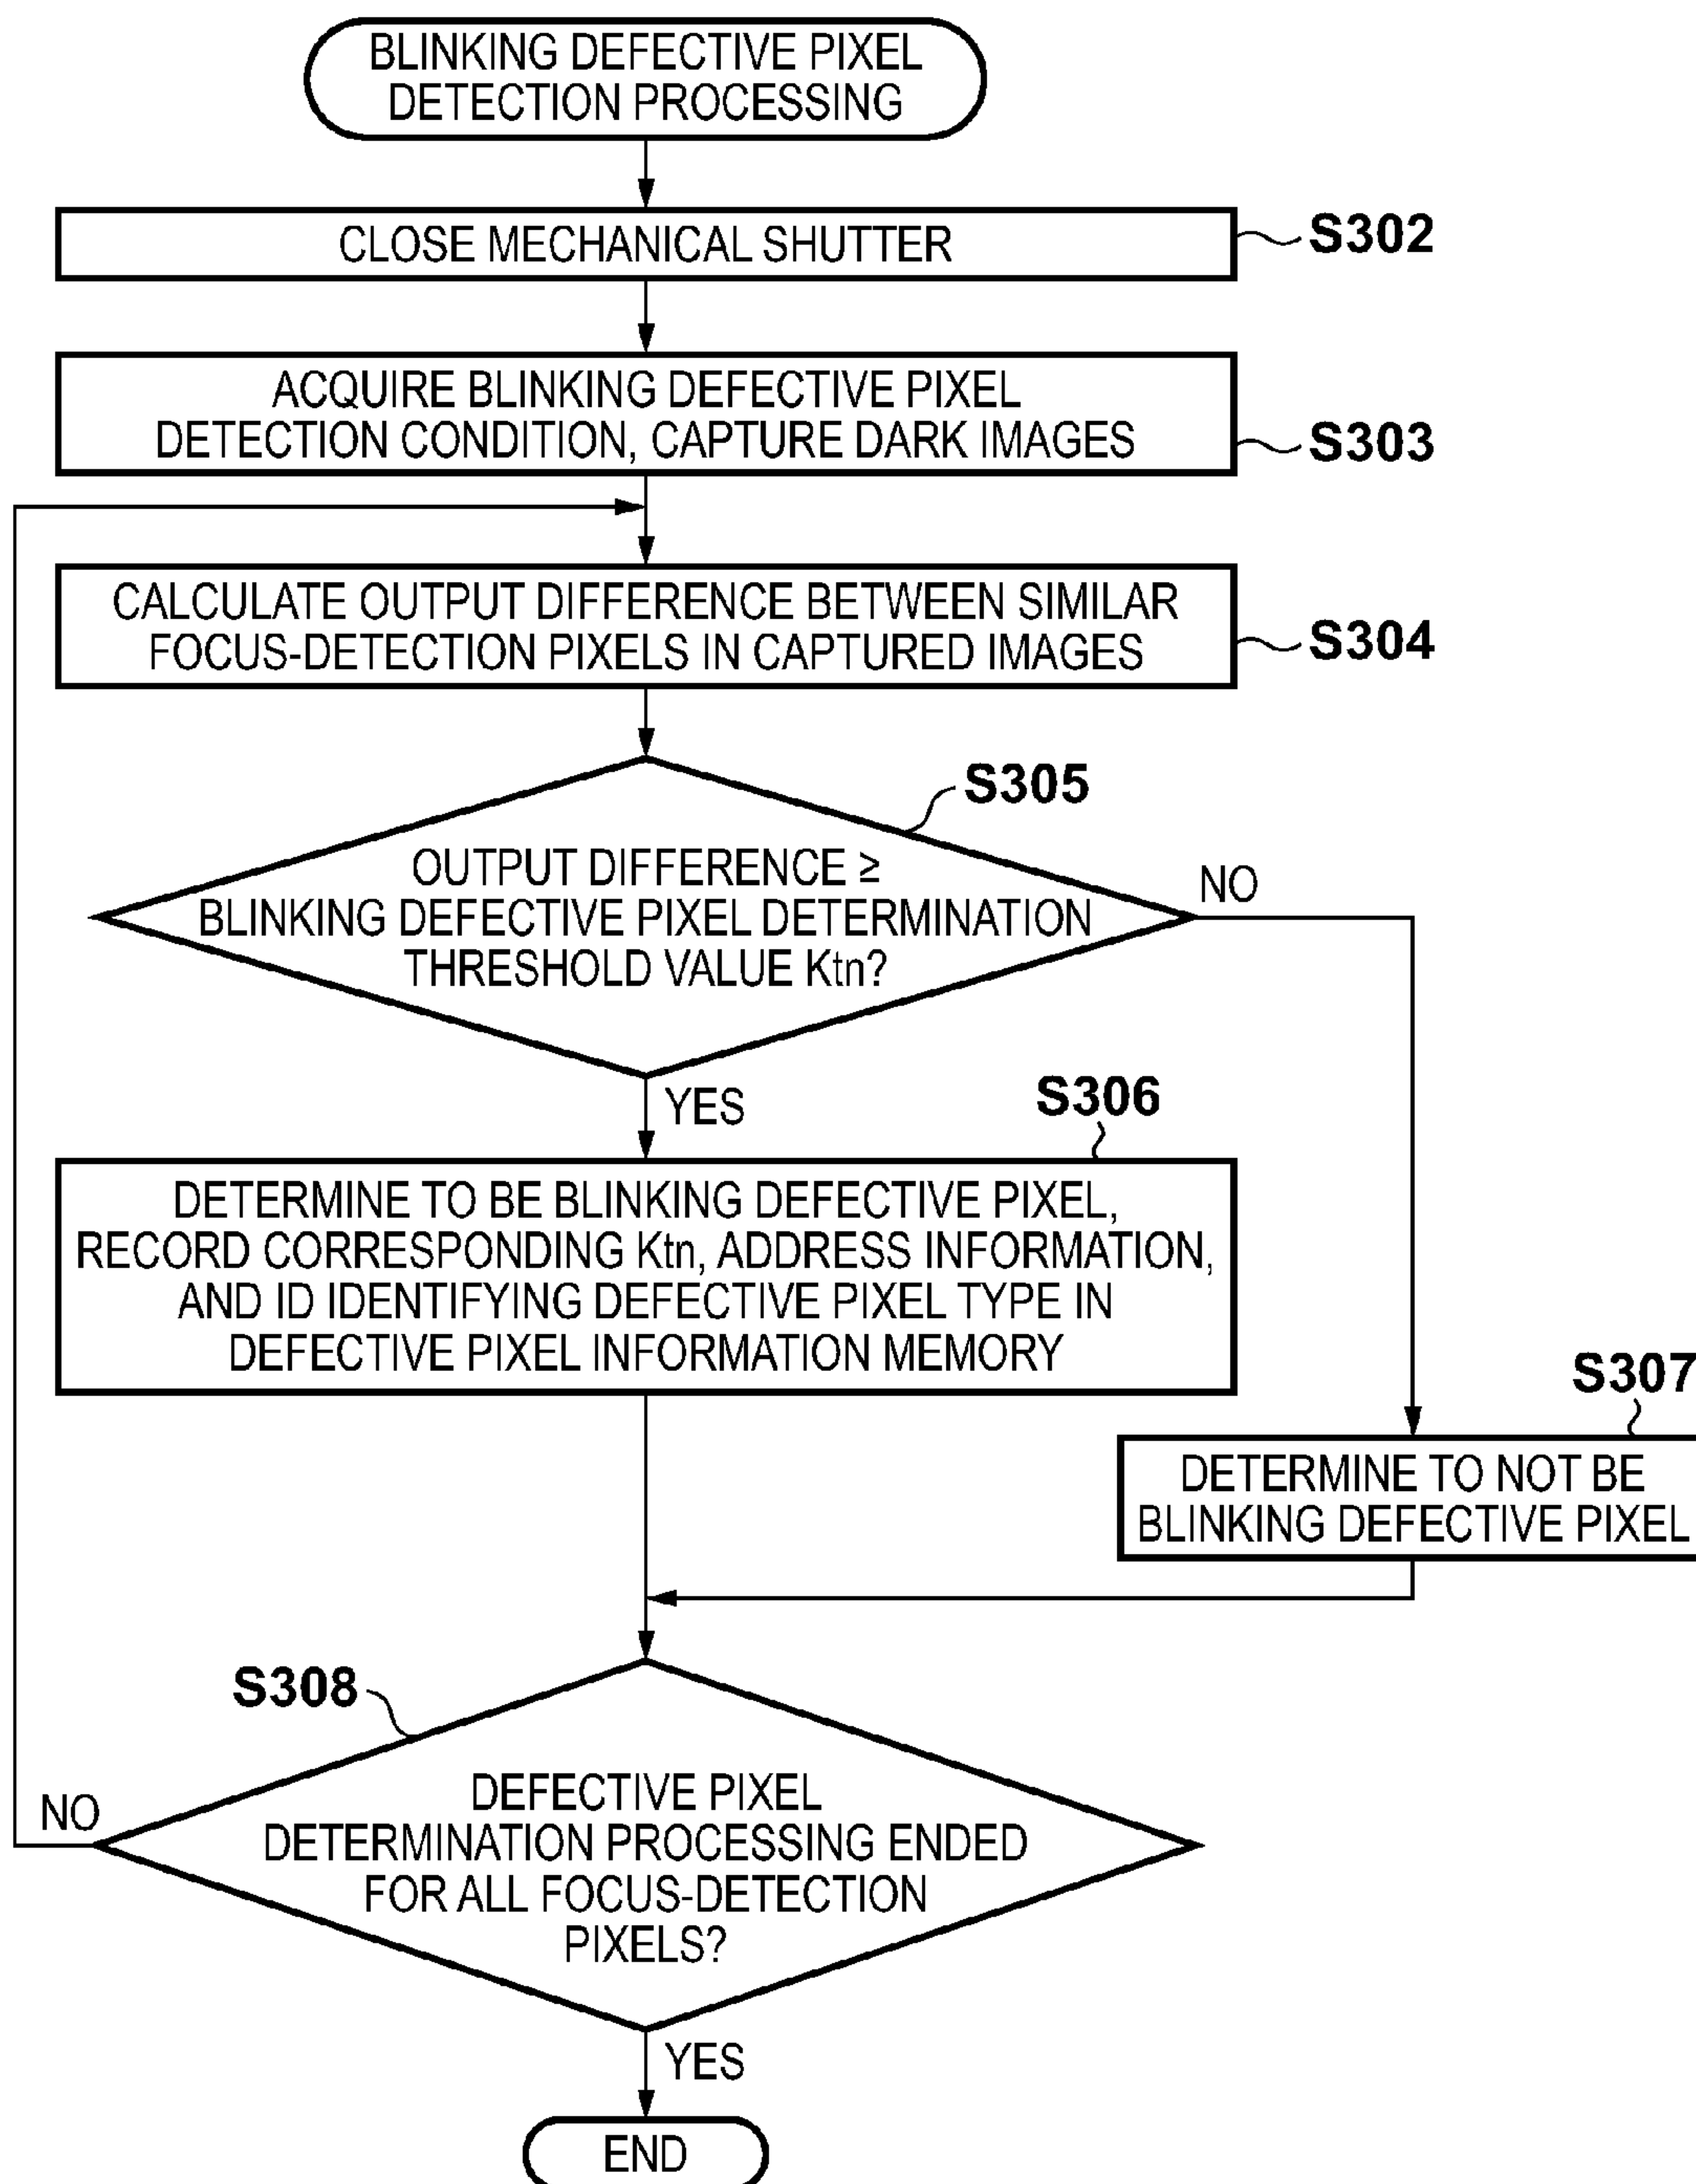 BLINKING DEFECTIVE PIXEL
DETECTION PROCESSING
CLOSE MECHANICAL SHUTTER
S302
ACQUIRE BLINKING DEFECTIVE PIXEL
DETECTION CONDITION, CAPTURE DARK IMAGES
S303
CALCULATE OUTPUT DIFFERENCE BETWEEN SIMILAR
FOCUS-DETECTION PIXELS IN CAPTURED IMAGES
S304
S305
OUTPUT DIFFERENCE ≥
BLINKING DEFECTIVE PIXEL DETERMINATION
THRESHOLD VALUE Ktn?
NO
YES
S306
DETERMINE TO BE BLINKING DEFECTIVE PIXEL,
RECORD CORRESPONDING Ktn, ADDRESS INFORMATION,
AND ID IDENTIFYING DEFECTIVE PIXEL TYPE IN
DEFECTIVE PIXEL INFORMATION MEMORY
S307
DETERMINE TO NOT BE
BLINKING DEFECTIVE PIXEL
S308
DEFECTIVE PIXEL
DETERMINATION PROCESSING ENDED
FOR ALL FOCUS-DETECTION
PIXELS?
NO
YES
END